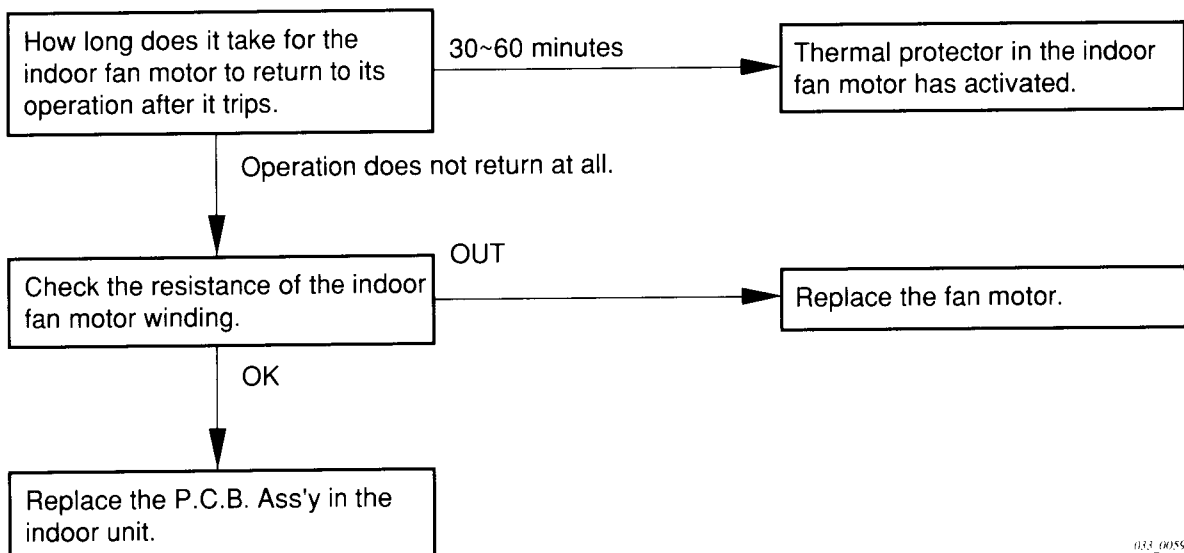 How long does it take for the
indoor fan motor to return to its
operation after it trips.
30~60 minutes
Thermal protector in the indoor
fan motor has activated.
Operation does not return at all.
Check the resistance of the indoor
fan motor winding.
OUT
Replace the fan motor.
OK
Replace the P.C.B. Ass'y in the
indoor unit.
033_0059